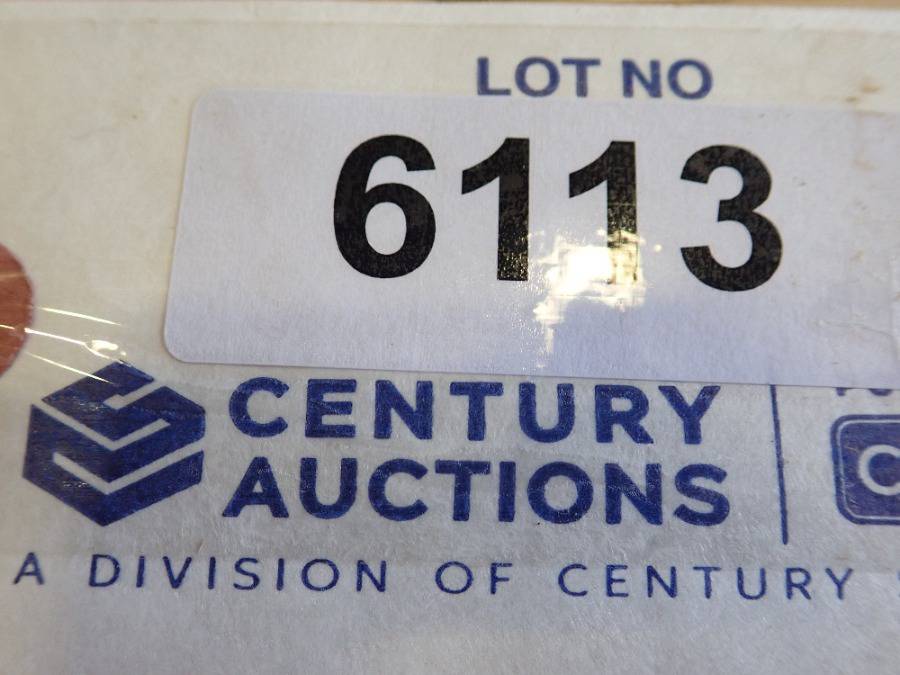 LOT NO
6113
CENTURY
AUCTIONS
A DIVISION OF CENTURY